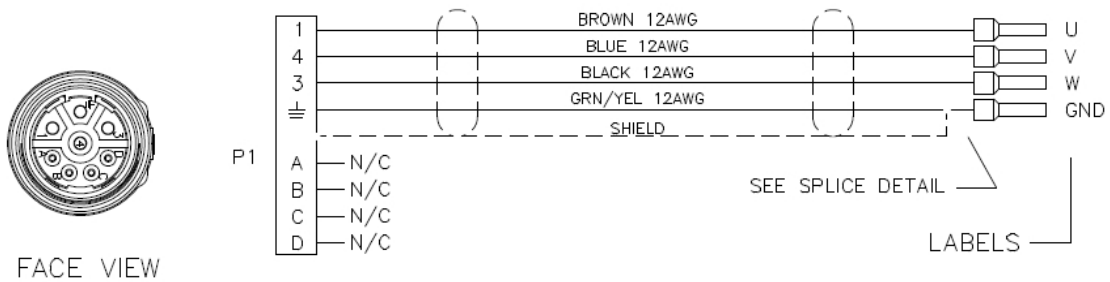 BROWN 12AWG
1
U
BLUE 12AWG
4
V
BLACK 12AWG
3
W
GRN/YEL 12AWG
GND
SHIELD
P1
A N/C
B N/C
C N/C
D N/C
SEE SPLICE DETAIL
LABELS
FACE VIEW